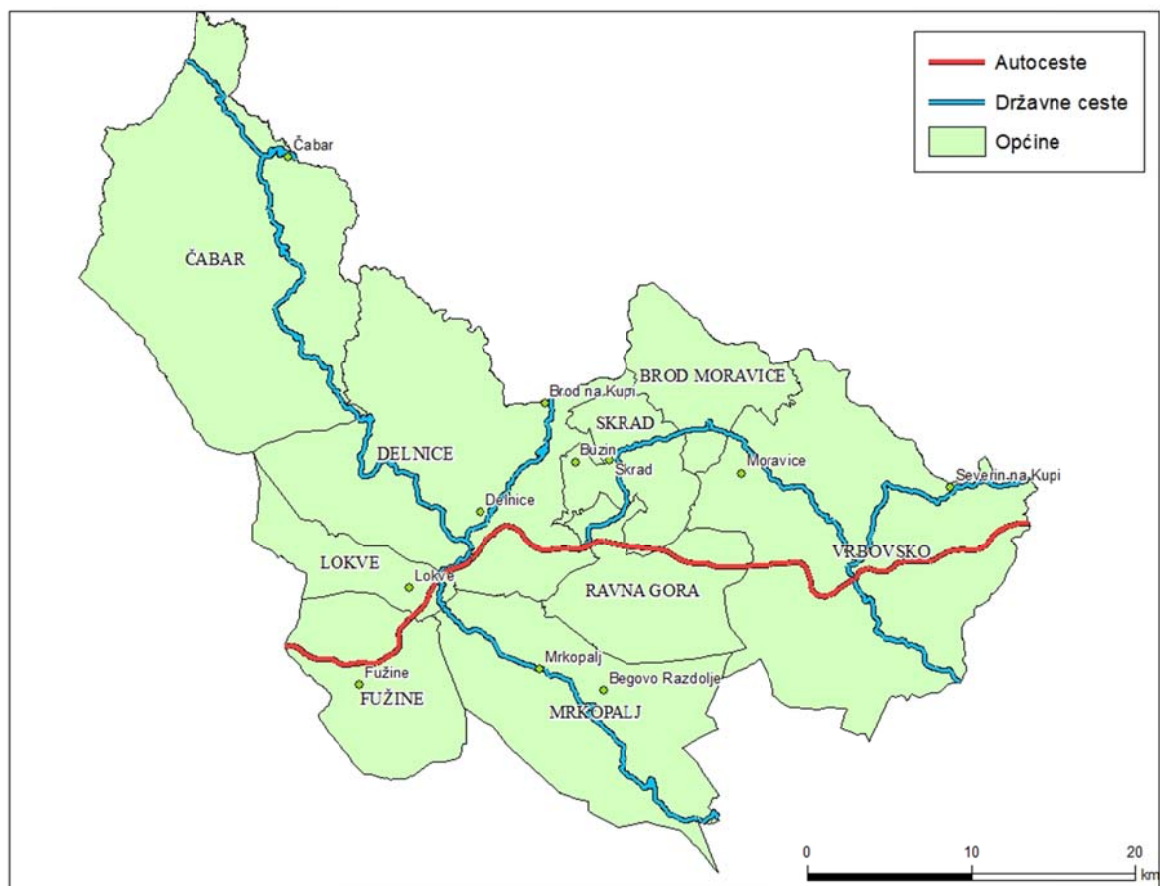 Autoceste
Državne ceste
Općine
Čabar
ČABAR
BROD MORAVICE
Brod na Kupi
SKRAD
DELNICE
Buzin
Skrad
Moravice
Severin na Kupi
Delnice
VRBOVSKO
LOKVE
Lokve
RAVNA GORA
Mrkopalj
Fužine
Begovo Razdolje
FUŽINE
MRKOPALJ
0 10 20
km